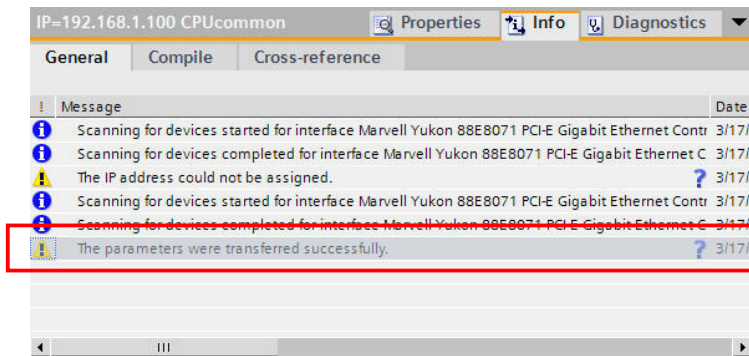 IP=192.168.1.100 CPUcommon Properties Info Diagnostics
General Compile Cross-reference
! Message Date
Scanning for devices started for interface Marvell Yukon 88E8071 PCI-E Gigabit Ethernet Contr 3/17/
Scanning for devices completed for interface Marvell Yukon 88E8071 PCI-E Gigabit Ethernet C 3/17/
The IP address could not be assigned. ? 3/17/
Scanning for devices started for interface Marvell Yukon 88E8071 PCI-E Gigabit Ethernet Contr 3/17/
Scanning for devices completed for interface Marvell Yukon 88E8071 PCI-E Gigabit Ethernet C 3/17/
The parameters were transferred successfully. ? 3/17/